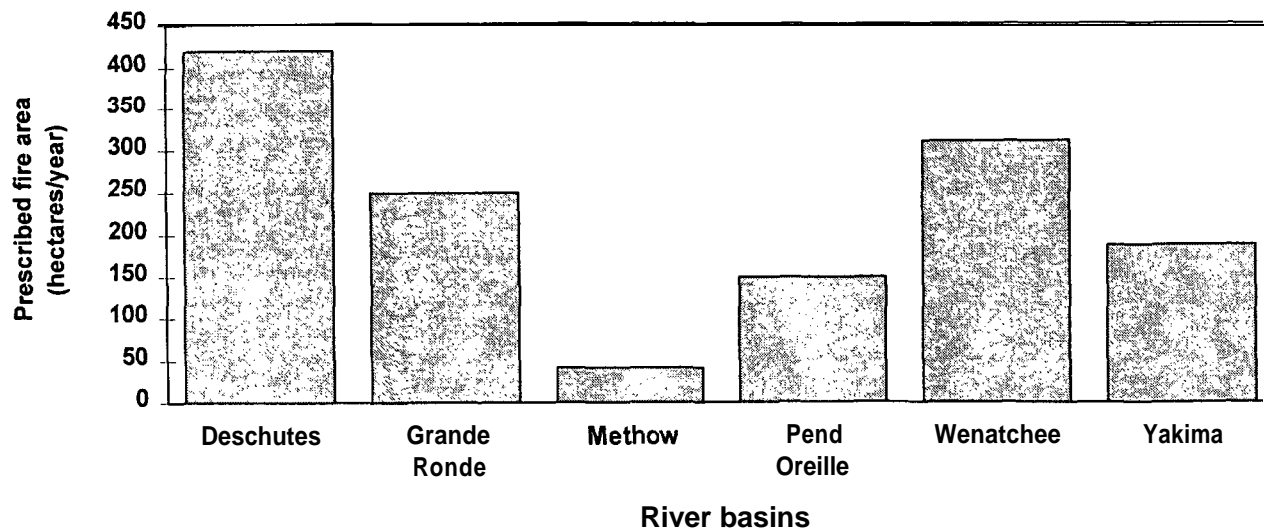 Prescribed fire area
(hectares/year)
450
400
350
300
250
200
150
100
50
0
Deschutes
Grande
Ronde
Methow
Pend
Oreille
Wenatchee
Yakima
River basins